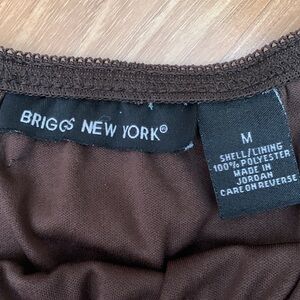 BRIGGS NEW YORK®
M
SHELL/LINING
100% POLYESTER
MADE IN
JORDAN
CARE ON REVERSE